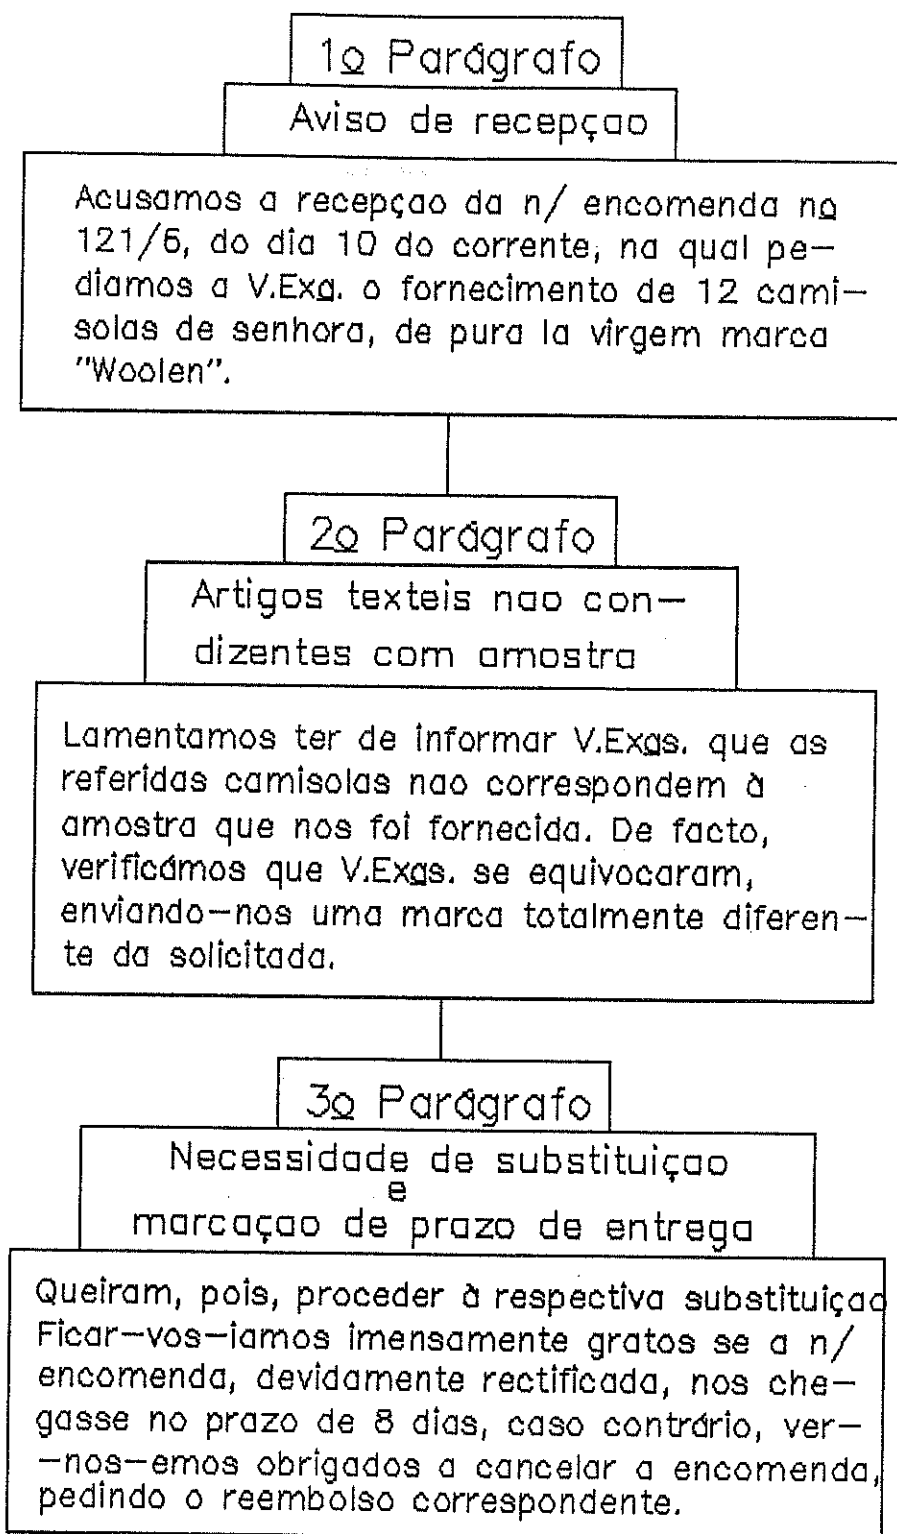 1º Parágrafo
Aviso de recepçao
Acusamos a recepçao da n/ encomenda nº
121/6, do dia 10 do corrente, na qual pe-
diamos a V.Exª. o fornecimento de 12 cami-
solas de senhora, de pura la virgem marca
"Woolen".
2º Parágrafo
Artigos texteis nao con-
dizentes com amostra
Lamentamos ter de informar V.Exªs. que as
referidas camisolas nao correspondem à
amostra que nos foi fornecida. De facto,
verificámos que V.Exªs. se equivocaram,
enviando-nos uma marca totalmente diferen-
te da solicitada.
3º Parágrafo
Necessidade de substituiçao
e
marcaçao de prazo de entrega
Queiram, pois, proceder à respectiva substituiçao
Ficar-vos-iamos imensamente gratos se a n/
encomenda, devidamente rectificada, nos che-
gasse no prazo de 8 dias, caso contrário, ver-
-nos-emos obrigados a cancelar a encomenda,
pedindo o reembolso correspondente.